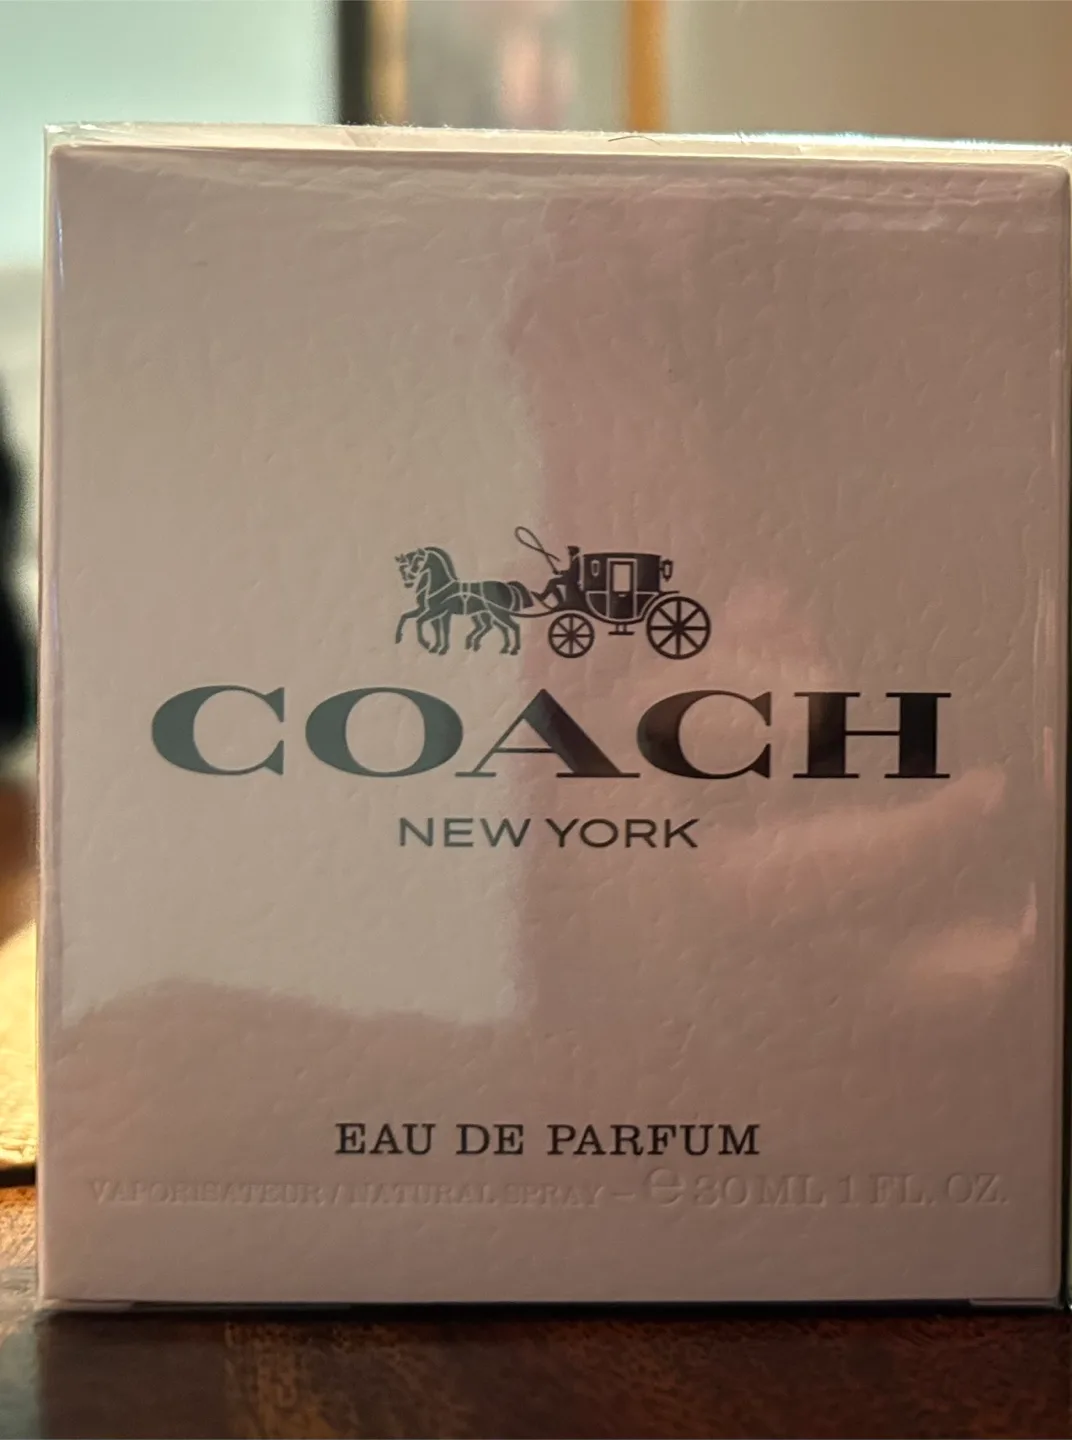 COACH
NEW YORK
EAU DE PARFUM
VAPORISATEUR / NATURAL SPRAY – ℮ 30 ML 1 FL. OZ.